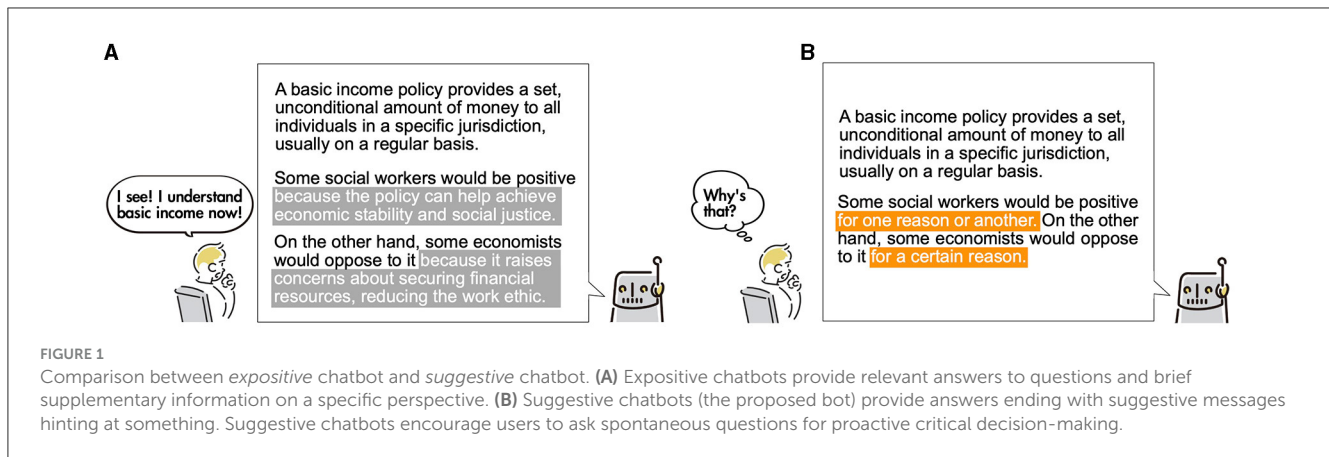 A
A basic income policy provides a set,
unconditional amount of money to all
individuals in a specific jurisdiction,
usually on a regular basis.
Some social workers would be positive
because the policy can help achieve
economic stability and social justice.
On the other hand, some economists
would oppose to it because it raises
concerns about securing financial
resources, reducing the work ethic.
I see! I understand
basic income now!
B
A basic income policy provides a set,
unconditional amount of money to all
individuals in a specific jurisdiction,
usually on a regular basis.
Some social workers would be positive
for one reason or another. On the other
hand, some economists would oppose
to it for a certain reason.
Why's
that?
FIGURE 1
Comparison between expositive chatbot and suggestive chatbot. (A) Expositive chatbots provide relevant answers to questions and brief
supplementary information on a specific perspective. (B) Suggestive chatbots (the proposed bot) provide answers ending with suggestive messages
hinting at something. Suggestive chatbots encourage users to ask spontaneous questions for proactive critical decision-making.